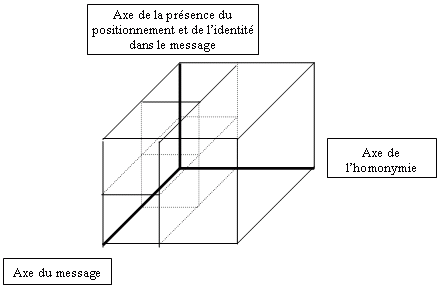 Axe de la présence du
positionnement et de l'identité
dans le message
Axe de
l'homonymie
Axe du message